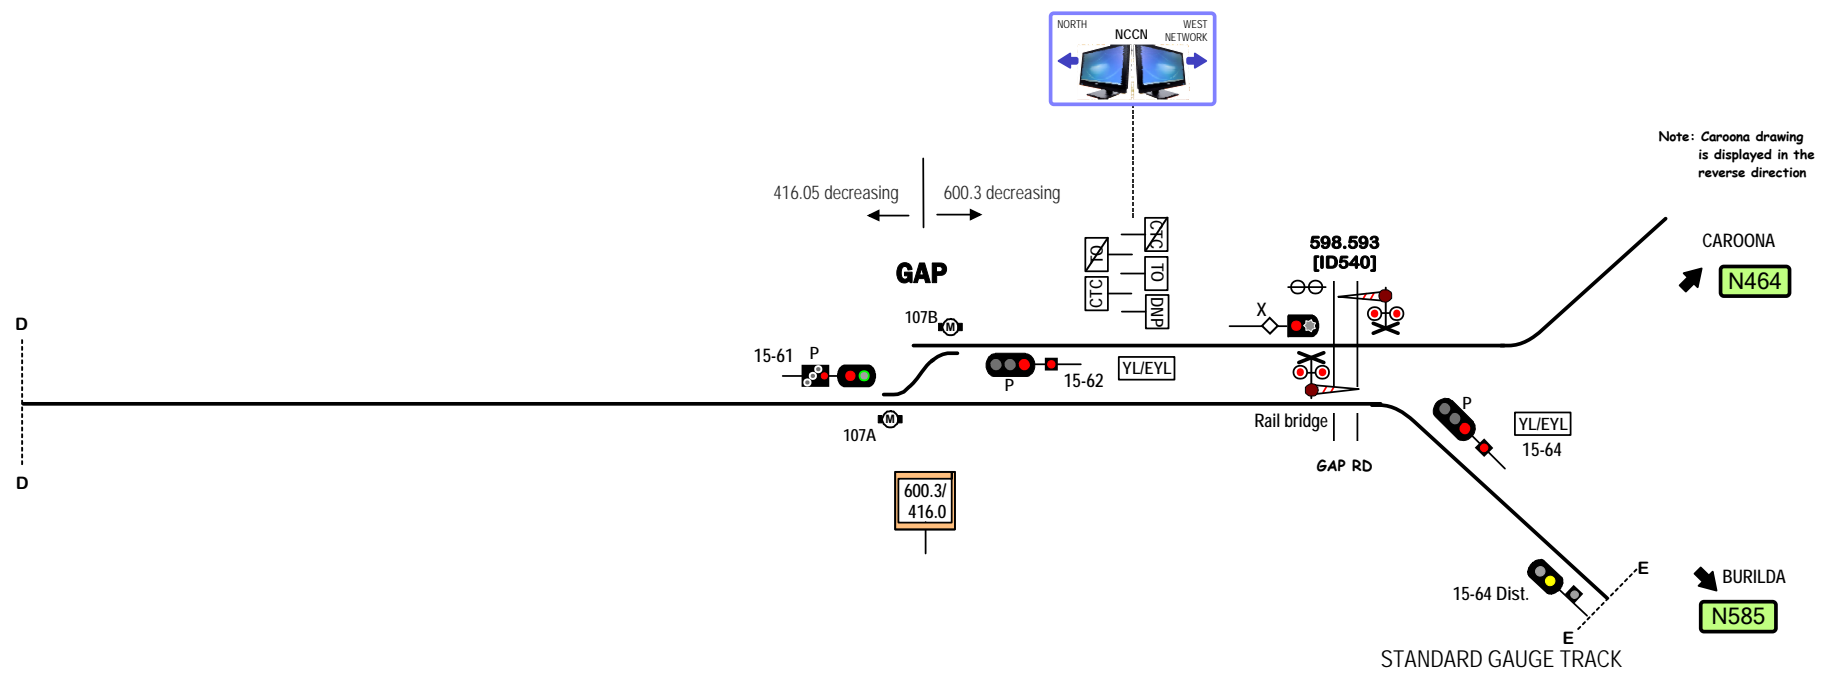 NORTH
WEST
NCCN
NETWORK
Note: Caroona drawing
is displayed in the
reverse direction
416.05 decreasing
600.3 decreasing
CTC
TO
TO
CTC
DNP
598.593
[ID540]
CAROONA
N464
GAP
X
107B
D
15-61
P
P
15-62
YL/EYL
107A
Rail bridge
P
YL/EYL
15-64
GAP RD
D
600.3/
416.0
E
BURILDA
15-64 Dist.
N585
E
STANDARD GAUGE TRACK
M
M